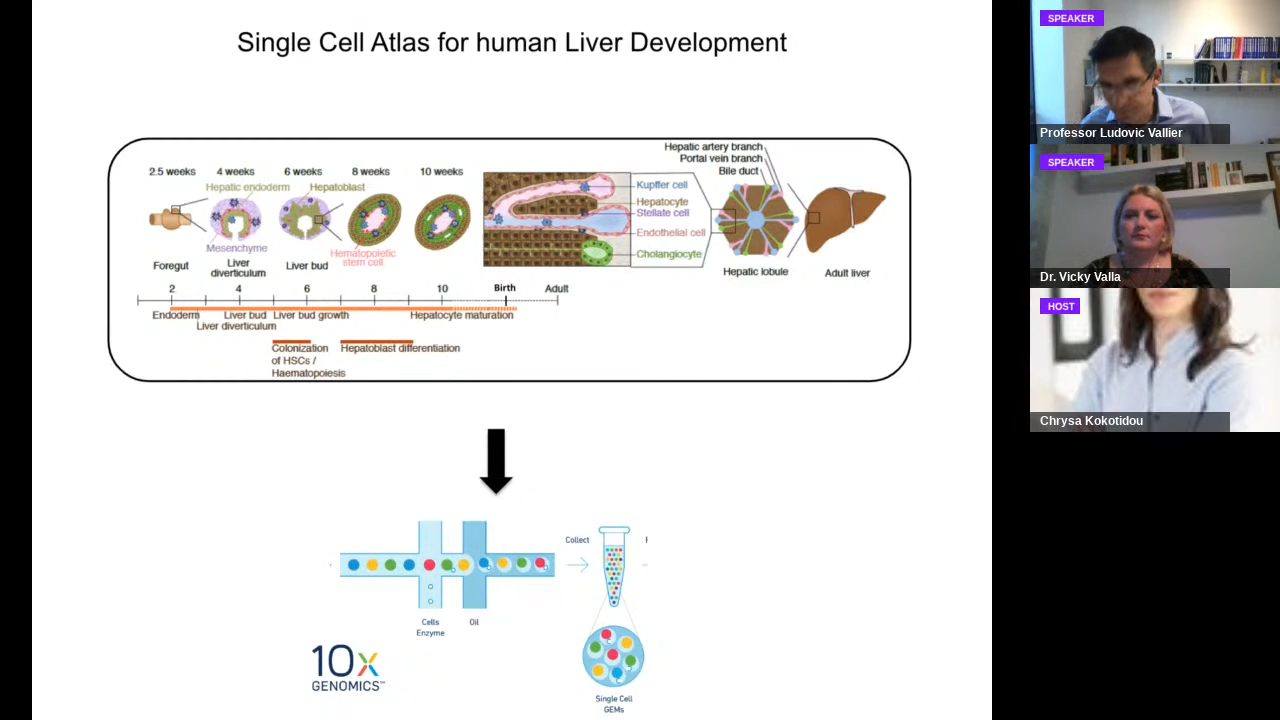 Single Cell Atlas for human Liver Development
2.5 weeks
4 weeks
6 weeks
8 weeks
10 weeks
Hepatic endoderm
Hepatoblast
Mesenchyme
Hematopoietic
stem cell
Foregut
Liver
diverticulum
Liver bud
Hepatic artery branch
Portal vein branch
Bile duct
Kupffer cell
Hepatocyte
Stellate cell
Endothelial cell
Cholangiocyte
Hepatic lobule
Adult liver
2
4
6
8
10
Birth
Adult
Endoderm
Liver bud
Liver bud growth
Hepatocyte maturation
Liver diverticulum
Colonization
of HSCs /
Haematopoiesis
Hepatoblast differentiation
Collect
Cells
Enzyme
Oil
10x
GENOMICS™
Single Cell
GEMs
SPEAKER
Professor Ludovic Vallier
SPEAKER
Dr. Vicky Valla
HOST
Chrysa Kokotidou